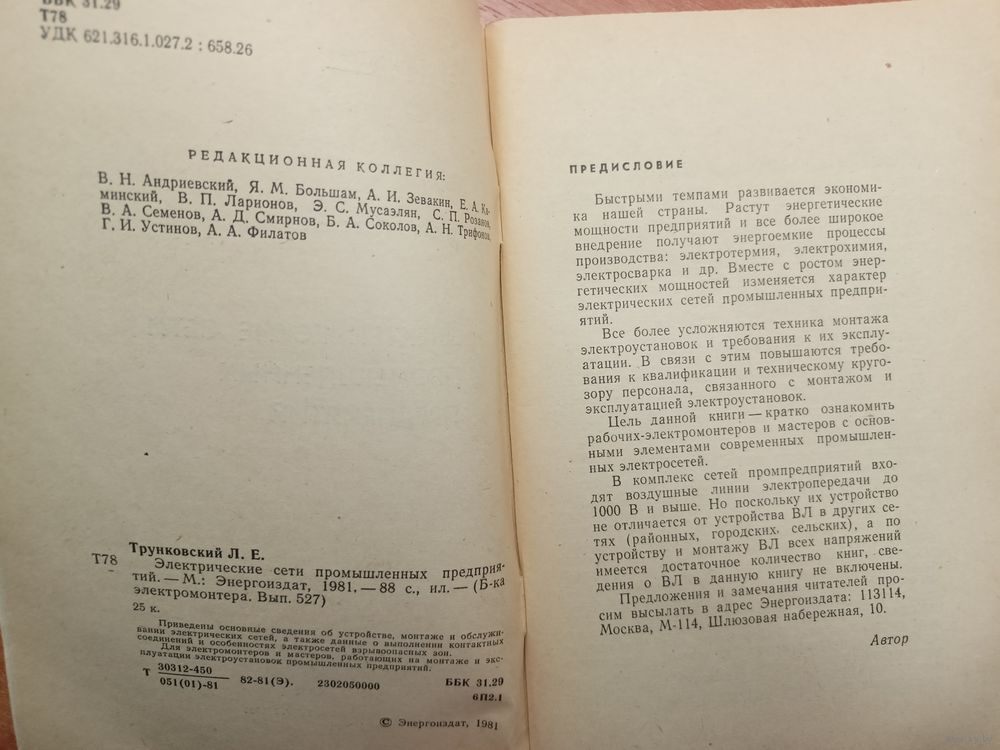 ББК 31.29
Т78
УДК 621.316.1.027.2 : 658.26
РЕДАКЦИОННАЯ КОЛЛЕГИЯ:
В. Н. Андриевский, Я. М. Большам, А. И. Зевакин, Е. А. Ка-
минский, В. П. Ларионов, Э. С. Мусаэлян, С. П. Розанов,
В. А. Семенов, А. Д. Смирнов, Б. А. Соколов, А. Н. Трифонов,
Г. И. Устинов, А. А. Филатов
Трунковский Л. Е.
Т78 Электрические сети промышленных предприя-
тий. — М.: Энергоиздат, 1981, — 88 с., ил. — (Б-ка
электромонтера. Вып. 527)
25 к.
Приведены основные сведения об устройстве, монтаже и обслужи-
вании электрических сетей, а также данные о выполнении контактных
соединений и особенностях электросетей взрывоопасных зон.
Для электромонтеров и мастеров, работающих на монтаже и экс-
плуатации электроустановок промышленных предприятий.
Т 30312-450
051(01)-81 82-81(Э). 2302050000 ББК 31.29
6П2.1
© Энергоиздат, 1981
ПРЕДИСЛОВИЕ
Быстрыми темпами развивается экономи-
ка нашей страны. Растут энергетические
мощности предприятий и все более широкое
внедрение получают энергоемкие процессы
производства: электротермия, электрохимия,
электросварка и др. Вместе с ростом энер-
гетических мощностей изменяется характер
электрических сетей промышленных предпри-
ятий.
Все более усложняются техника монтажа
электроустановок и требования к их эксплу-
атации. В связи с этим повышаются требо-
вания к квалификации и техническому круго-
зору персонала, связанного с монтажом и
эксплуатацией электроустановок.
Цель данной книги — кратко ознакомить
рабочих-электромонтеров и мастеров с основ-
ными элементами современных промышлен-
ных электросетей.
В комплекс сетей промпредприятий вхо-
дят воздушные линии электропередачи до
1000 В и выше. Но поскольку их устройство
не отличается от устройства ВЛ в других се-
тях (районных, городских, сельских), а по
устройству и монтажу ВЛ всех напряжений
имеется достаточное количество книг, све-
дения о ВЛ в данную книгу не включены.
Предложения и замечания читателей про-
сим высылать в адрес Энергоиздата: 113114,
Москва, М-114, Шлюзовая набережная, 10.
Автор